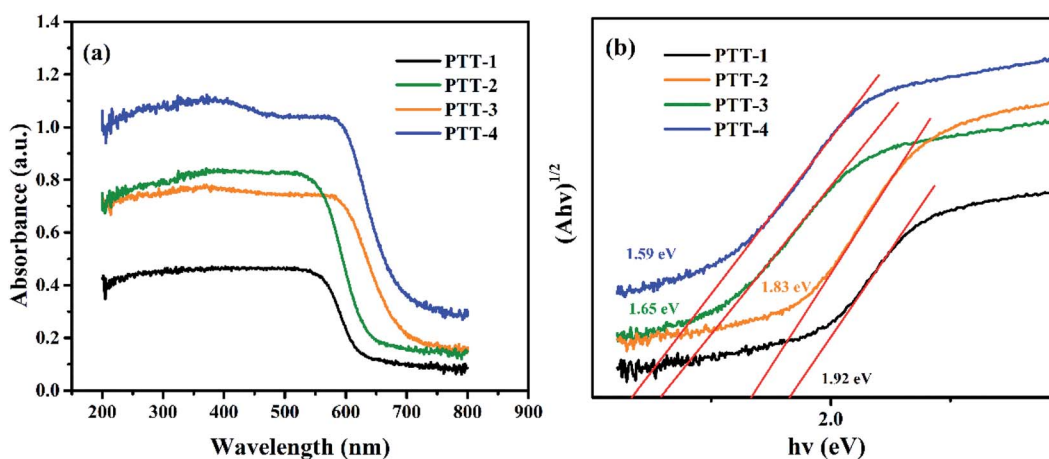 (a)
PTT-1
PTT-2
PTT-3
PTT-4
Absorbance (a.u.)
1.4
1.2
1.0
0.8
0.6
0.4
0.2
0.0
200 300 400 500 600 700 800 900
Wavelength (nm)
(b)
PTT-1
PTT-2
PTT-3
PTT-4
(Ahv)1/2
1.59 eV
1.65 eV
1.83 eV
1.92 eV
2.0
hv (eV)